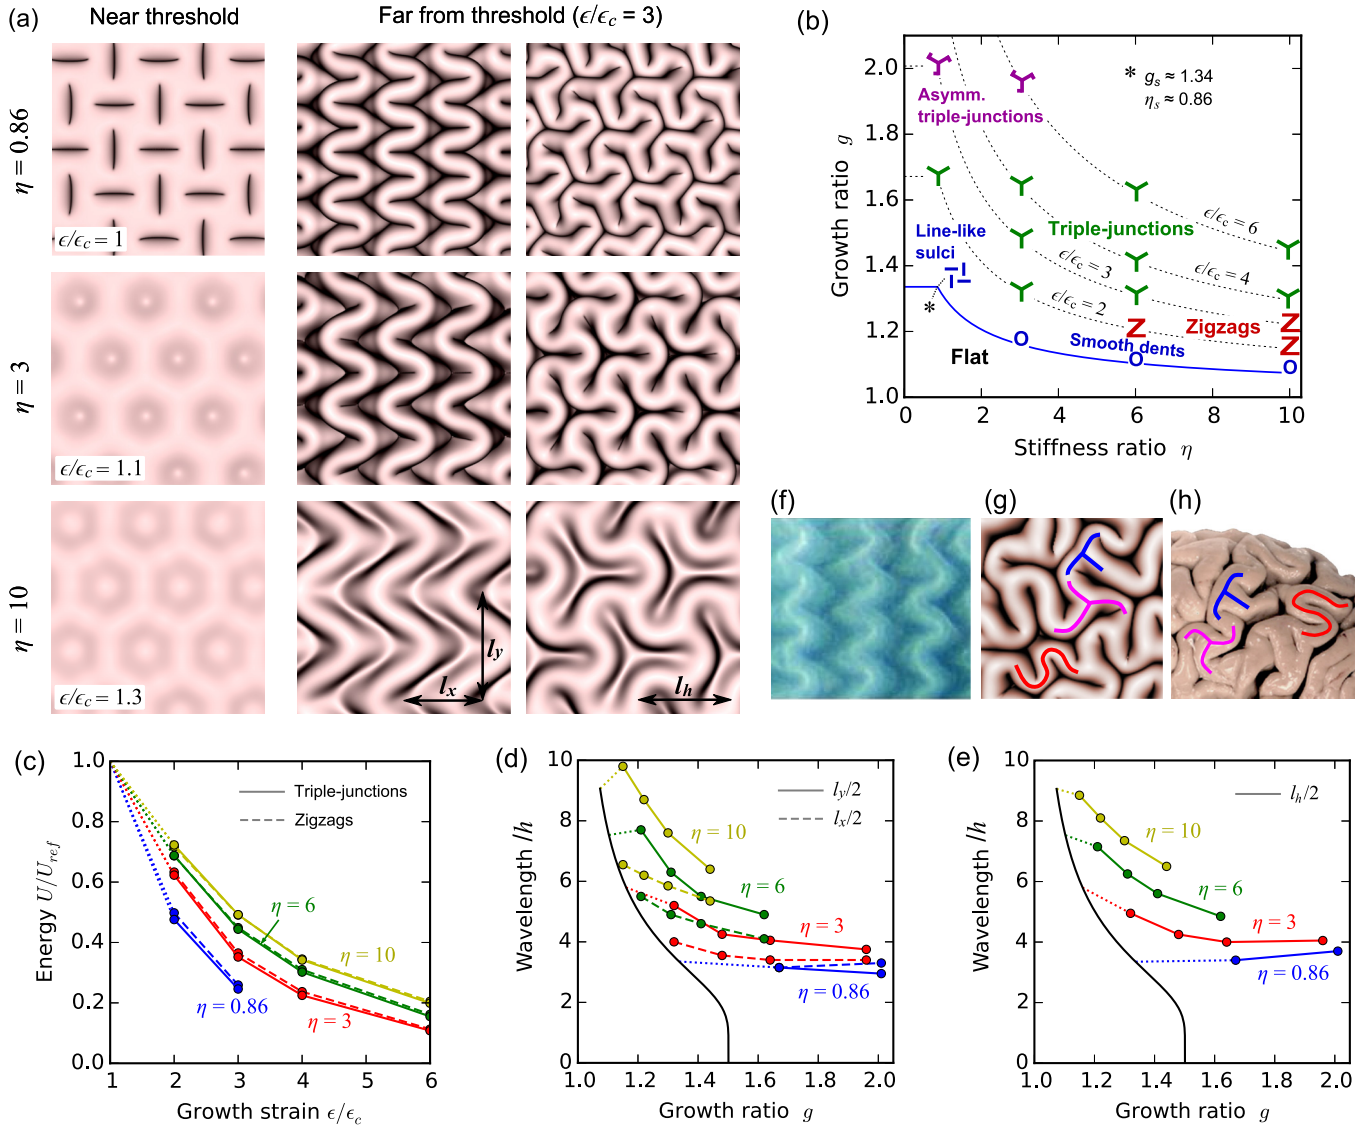 (a)
Near threshold
Far from threshold (ϵ/ϵc = 3)
η = 0.86
ϵ/ϵc = 1
η = 3
ϵ/ϵc = 1.1
η = 10
ϵ/ϵc = 1.3
lx
ly
lh
(b)
Growth ratio g
2.0
1.8
1.6
1.4
1.2
1.0
0 2 4 6 8 10
Stiffness ratio η
* gs ≈ 1.34
ηs ≈ 0.86
Asymm.
triple-junctions
Line-like
sulci
Triple-junctions
ϵ/ϵc = 6
ϵ/ϵc = 4
ϵ/ϵc = 3
ϵ/ϵc = 2
Zigzags
Smooth dents
Flat
*
(f)
(g)
(h)
(c)
Energy U/Uref
1.0
0.8
0.6
0.4
0.2
0.0
1 2 3 4 5 6
Growth strain ϵ/ϵc
Triple-junctions
Zigzags
η = 6
η = 10
η = 0.86
η = 3
(d)
Wavelength /h
10
8
6
4
2
0
1.0 1.2 1.4 1.6 1.8 2.0
Growth ratio g
ly/2
lx/2
η = 10
η = 6
η = 3
η = 0.86
(e)
Wavelength /h
10
8
6
4
2
0
1.0 1.2 1.4 1.6 1.8 2.0
Growth ratio g
lh/2
η = 10
η = 6
η = 3
η = 0.86